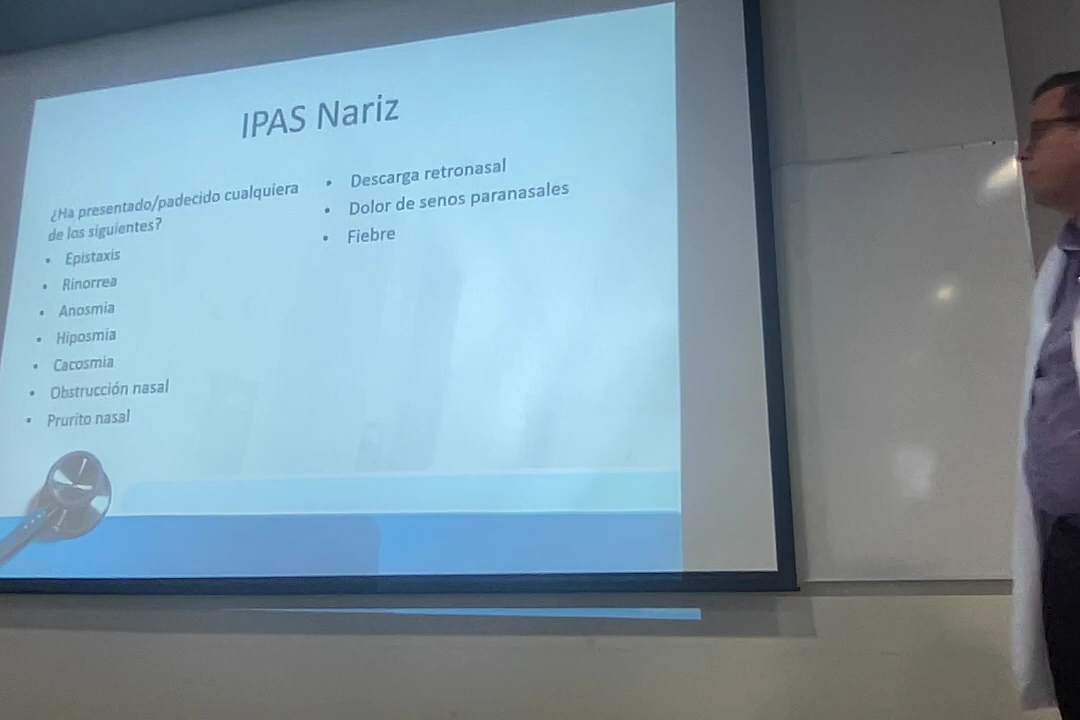 IPAS Nariz
¿Ha presentado/padecido cualquiera
de los siguientes?
• Epistaxis
• Rinorrea
• Anosmia
• Hiposmia
• Cacosmia
• Obstrucción nasal
• Prurito nasal
• Descarga retronasal
• Dolor de senos paranasales
• Fiebre